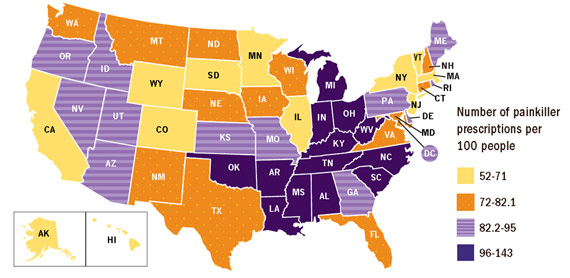 WA
MT
ND
MN
VT
ME
OR
ID
WY
SD
WI
MI
NY
NH
MA
RI
CT
NV
UT
CO
NE
IA
IL
IN
OH
PA
NJ
DE
MD
DC
CA
AZ
NM
KS
MO
KY
WV
VA
OK
AR
TN
NC
SC
TX
LA
MS
AL
GA
FL
AK
HI
Number of painkiller
prescriptions per
100 people
52-71
72-82.1
82.2-95
96-143